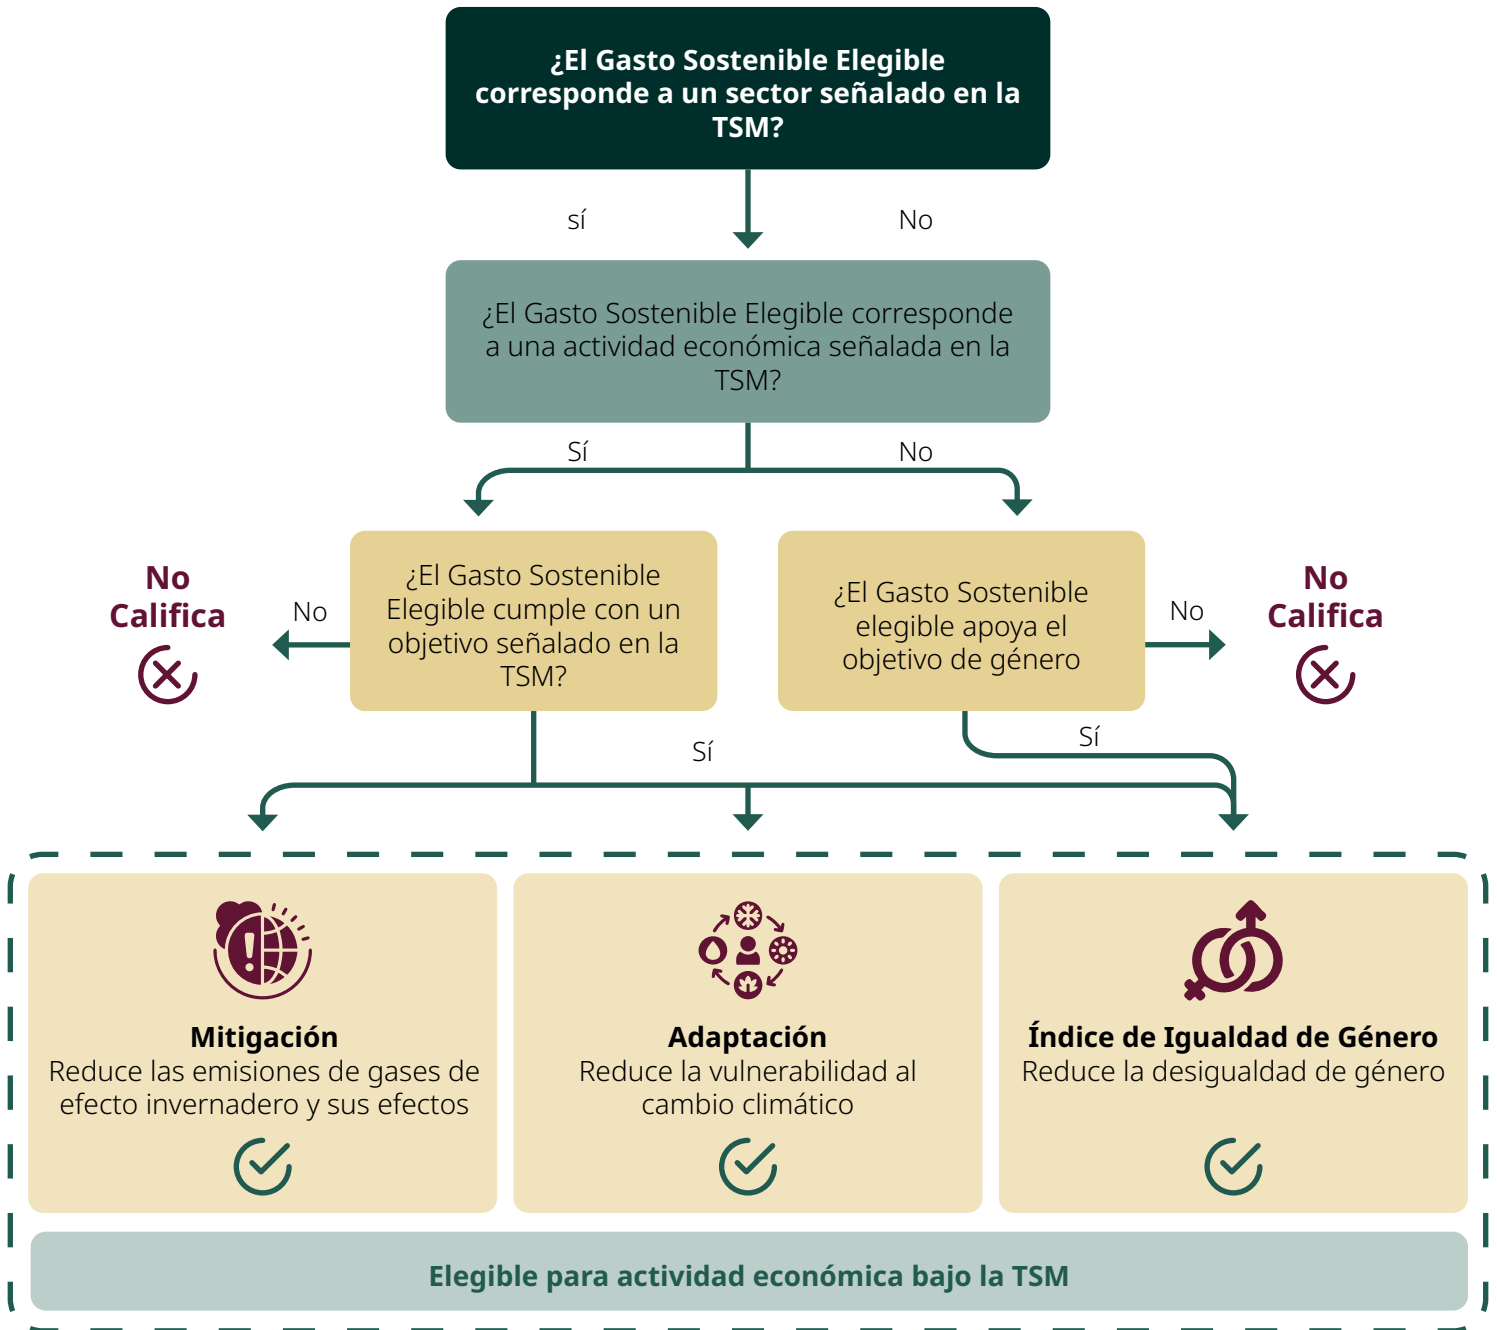 ¿El Gasto Sostenible Elegible
corresponde a un sector señalado en la
TSM?
sí
No
¿El Gasto Sostenible Elegible corresponde
a una actividad económica señalada en la
TSM?
Sí
No
No
Califica
No
¿El Gasto Sostenible
Elegible cumple con un
objetivo señalado en la
TSM?
¿El Gasto Sostenible
elegible apoya el
objetivo de género
No
No
Califica
Sí
Sí
Mitigación
Reduce las emisiones de gases de
efecto invernadero y sus efectos
Adaptación
Reduce la vulnerabilidad al
cambio climático
Índice de Igualdad de Género
Reduce la desigualdad de género
Elegible para actividad económica bajo la TSM